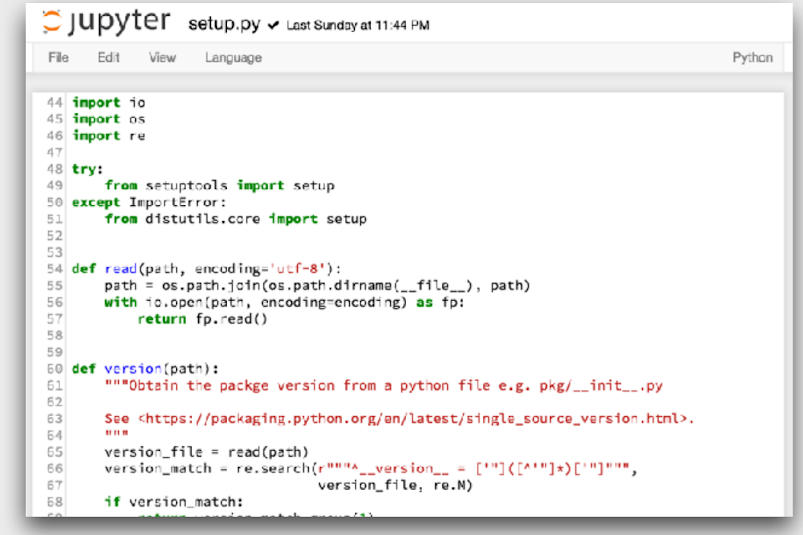 jupyter setup.py ✔ Last Sunday at 11:44 PM
File Edit View Language Python
44 import io
45 import os
46 import re
47
48 try:
49     from setuptools import setup
50 except ImportError:
51     from distutils.core import setup
52
53
54 def read(path, encoding='utf-8'):
55     path = os.path.join(os.path.dirname(__file__), path)
56     with io.open(path, encoding=encoding) as fp:
57         return fp.read()
58
59
60 def version(path):
61     """Obtain the packge version from a python file e.g. pkg/__init__.py
62
63     See <https://packaging.python.org/en/latest/single_source_version.html>.
64     """
65     version_file = read(path)
66     version_match = re.search(r"""^__version__ = ['"]([^'"]*)['"]""",
67                               version_file, re.M)
68     if version_match:
69         return version_match.group(1)